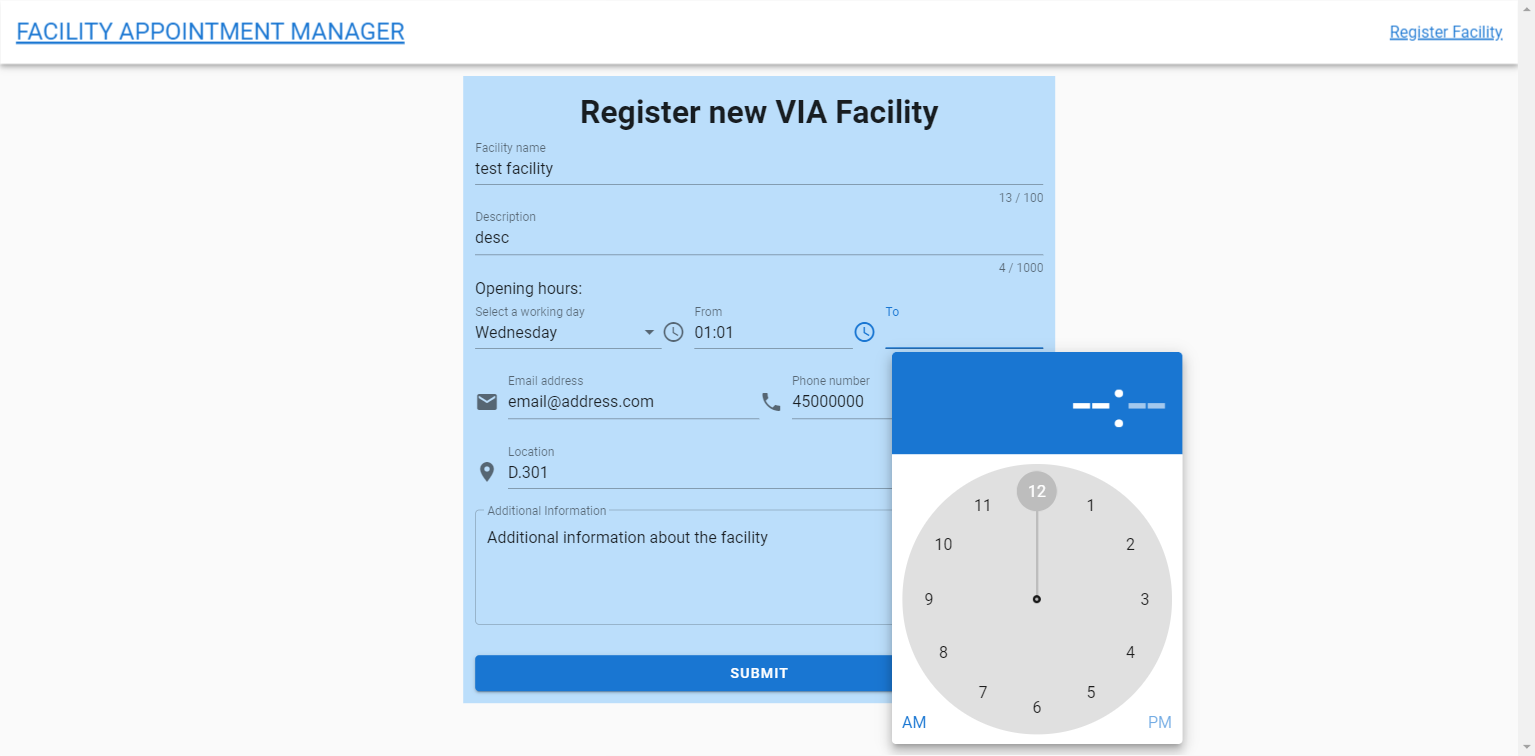 FACILITY APPOINTMENT MANAGER
Register Facility
Register new VIA Facility
Facility name
test facility
13 / 100
Description
desc
4 / 1000
Opening hours:
Select a working day
From
To
Wednesday
01:01
Email address
Phone number
email@address.com
45000000
--:--
Location
D.301
Additional Information
Additional information about the facility
SUBMIT
12
11
1
10
2
9
3
8
4
7
5
6
AM
PM